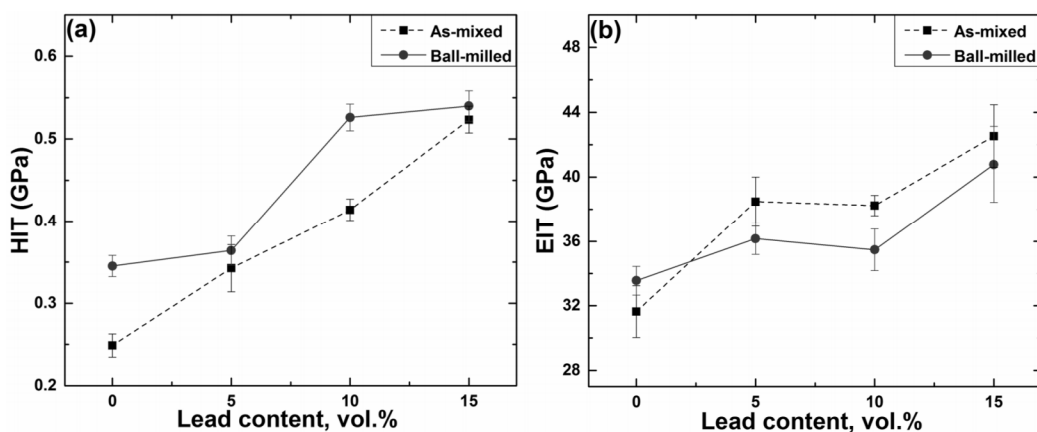 (a)
As-mixed
Ball-milled
0.6
0.5
0.4
0.3
0.2
HIT (GPa)
0 5 10 15
Lead content, vol.%
(b)
As-mixed
Ball-milled
48
44
40
36
32
28
EIT (GPa)
0 5 10 15
Lead content, vol.%